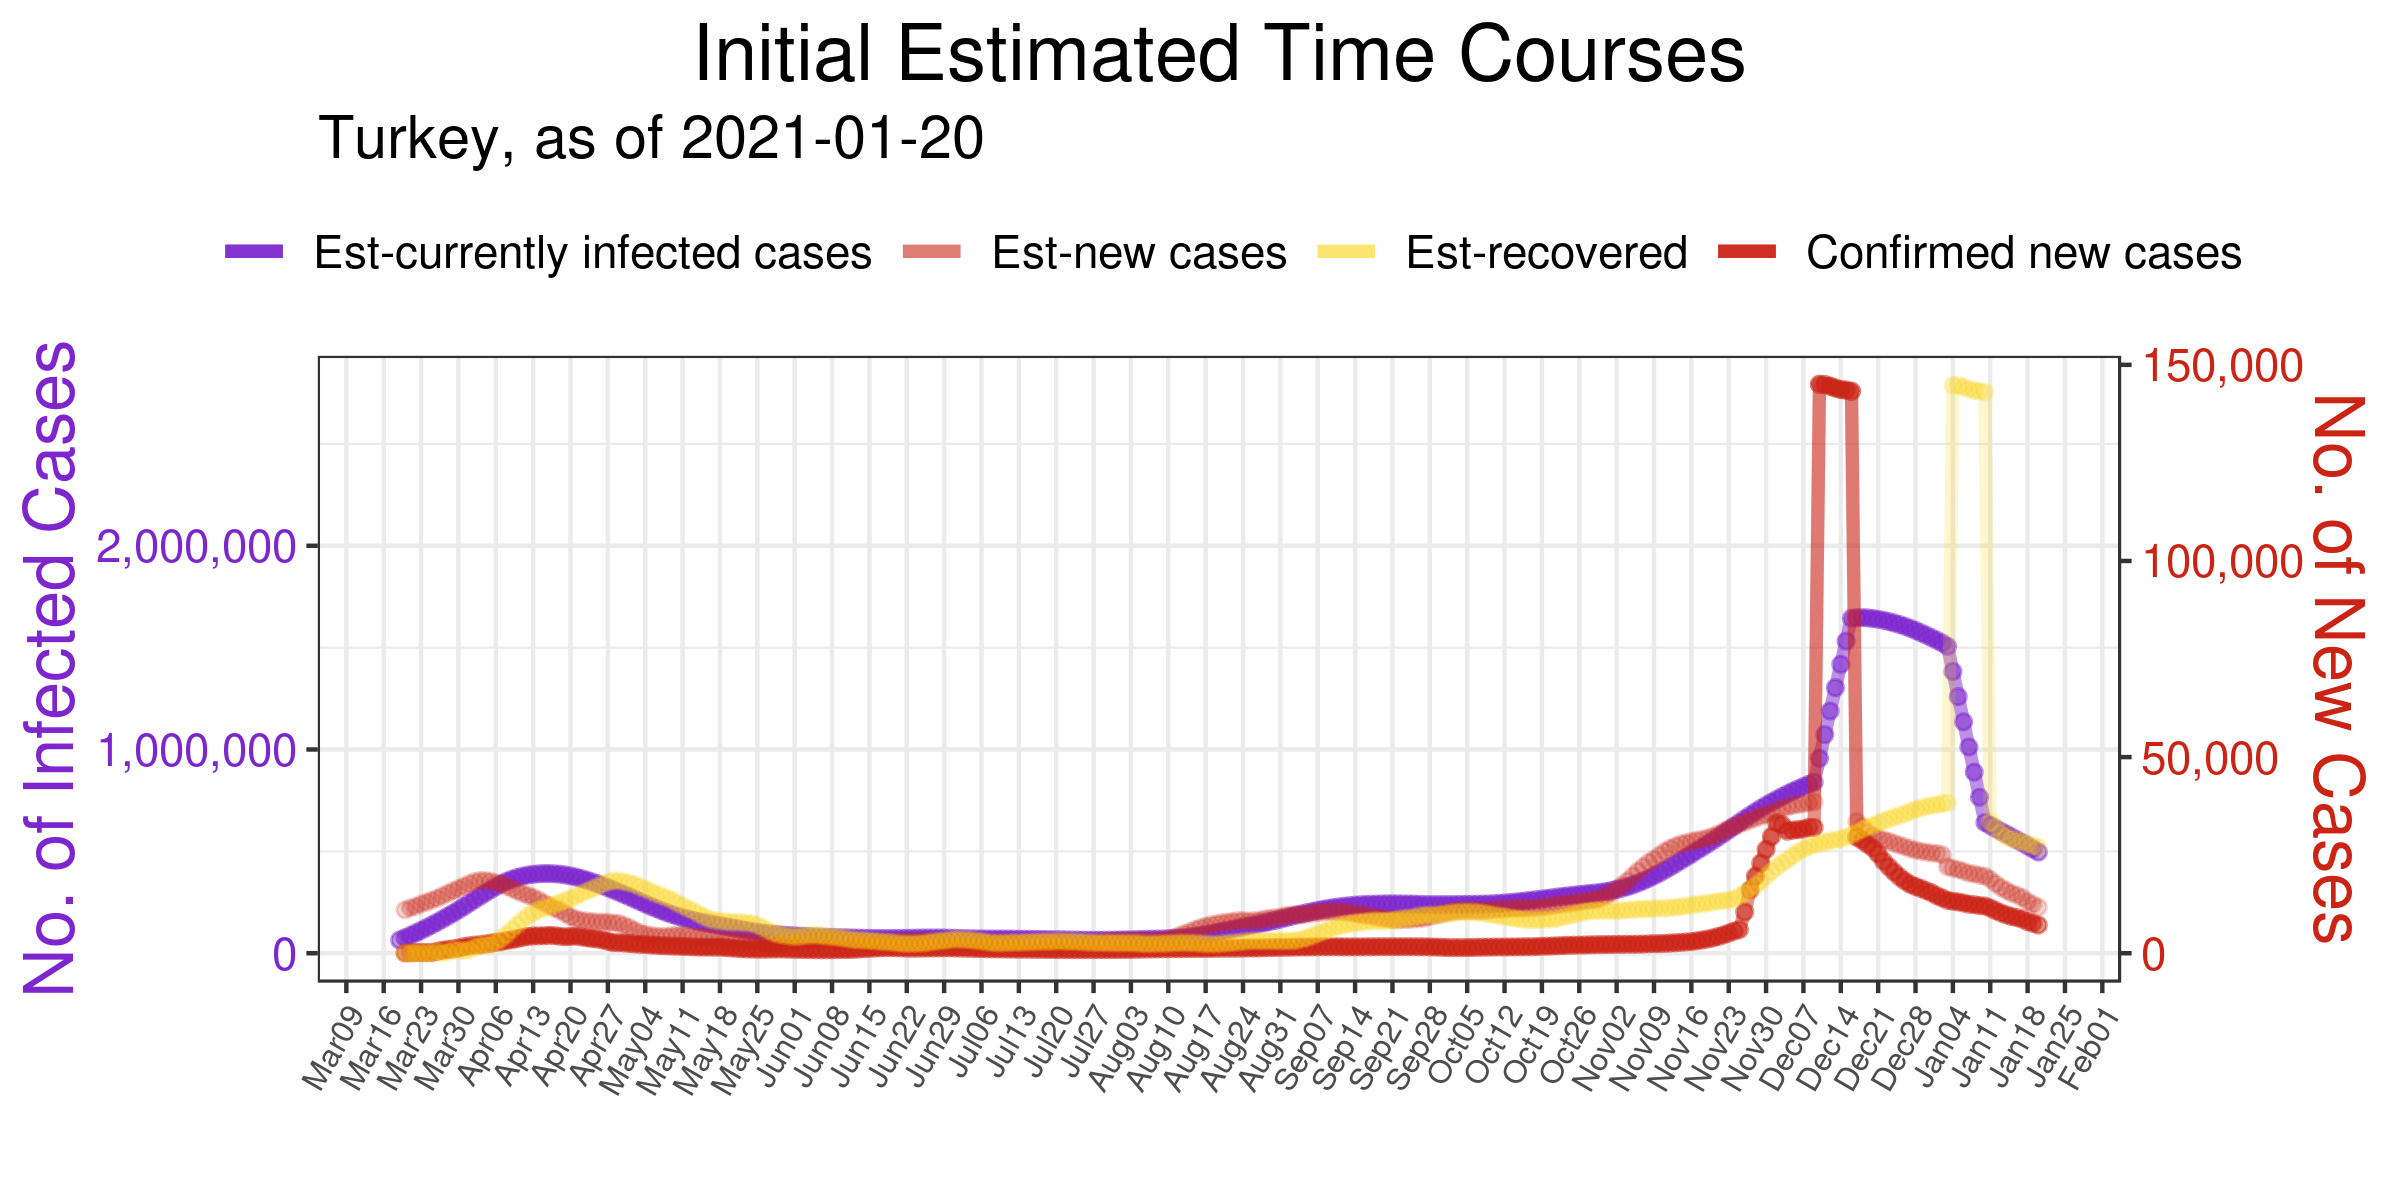 Initial Estimated Time Courses
Turkey, as of 2021-01-20
Est-currently infected cases Est-new cases Est-recovered Confirmed new cases
No. of Infected Cases
2,000,000
1,000,000
0
150,000
100,000
50,000
0
No. of New Cases
Mar09 Mar16 Mar23 Mar30 Apr06 Apr13 Apr20 Apr27 May04 May11 May18 May25 Jun01 Jun08 Jun15 Jun22 Jun29 Jul06 Jul13 Jul20 Jul27 Aug03 Aug10 Aug17 Aug24 Aug31 Sep07 Sep14 Sep21 Sep28 Oct05 Oct12 Oct19 Oct26 Nov02 Nov09 Nov16 Nov23 Nov30 Dec07 Dec14 Dec21 Dec28 Jan04 Jan11 Jan18 Jan25 Feb01